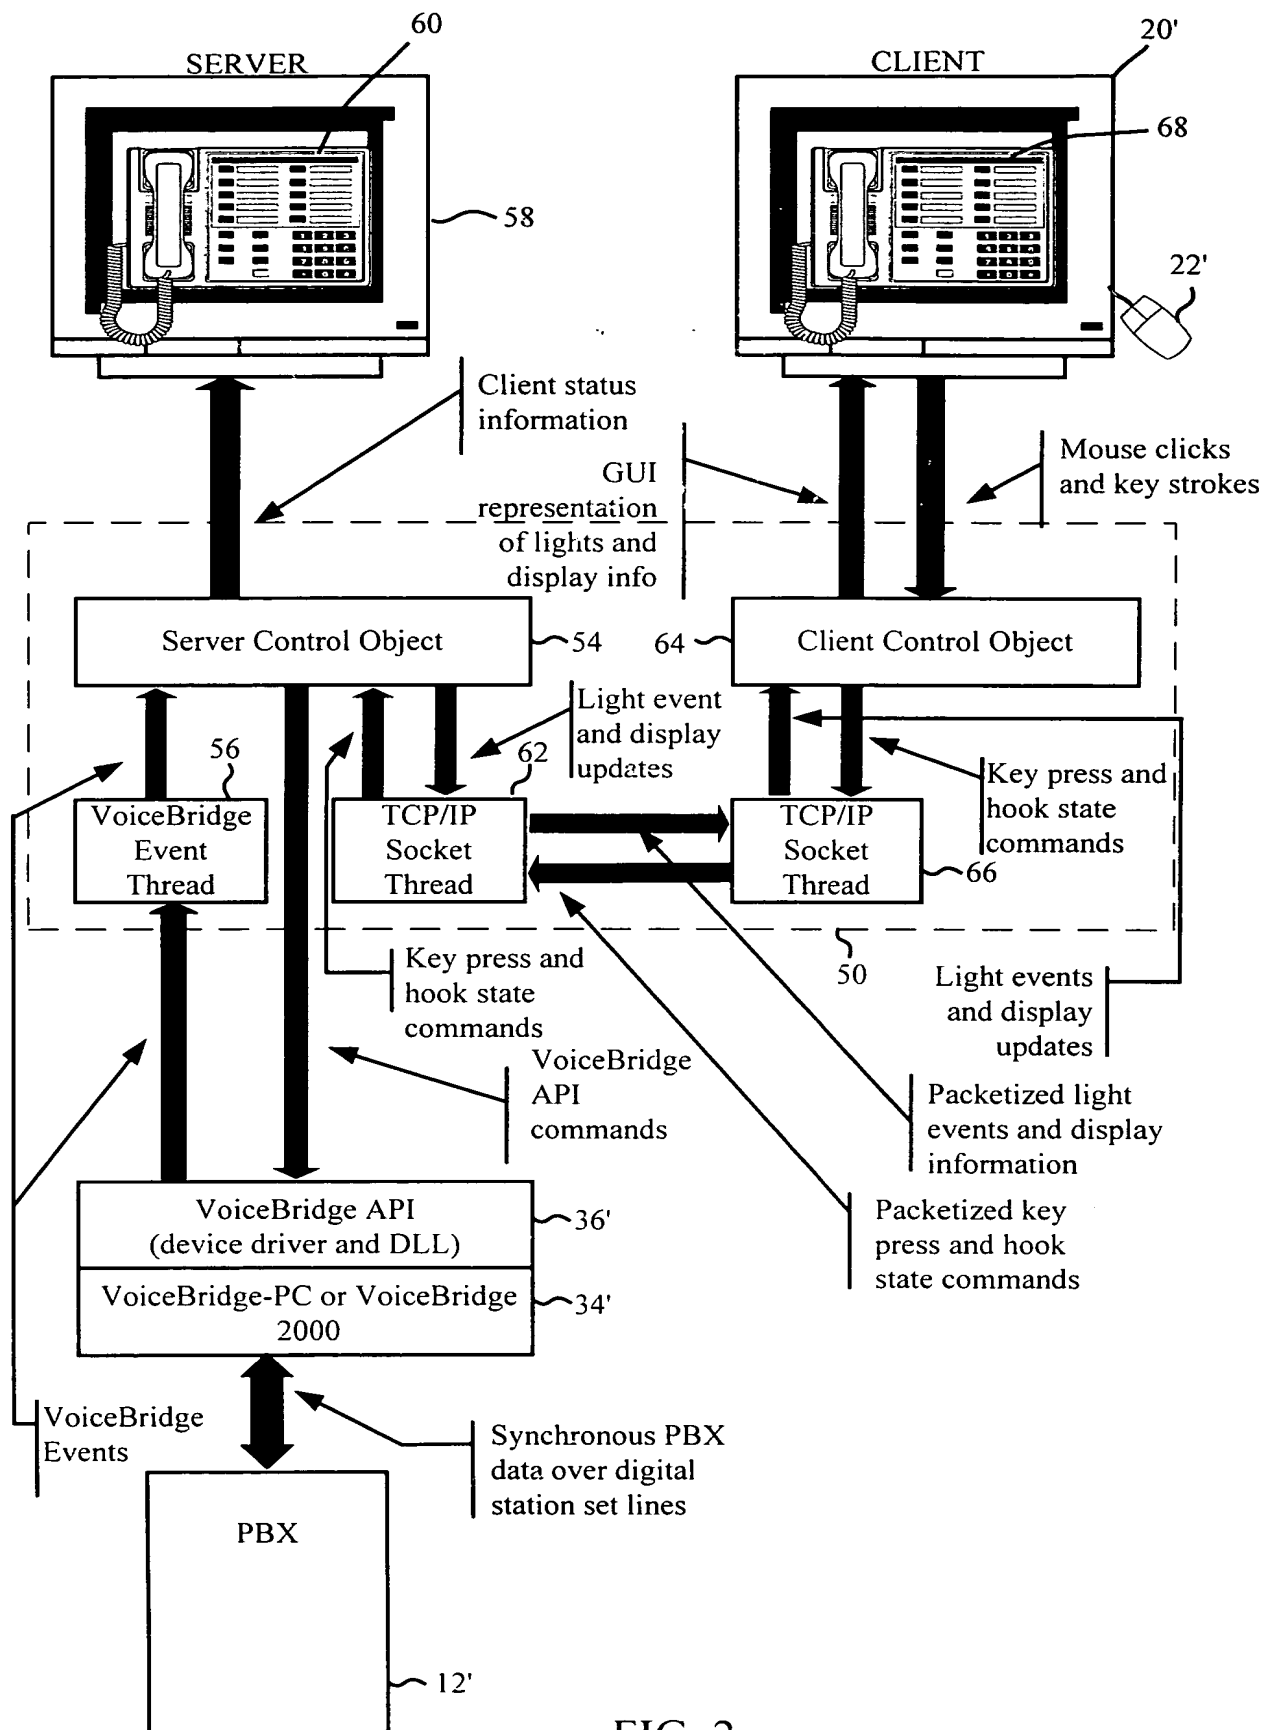 60
20'
SERVER
CLIENT
68
58
22'
Client status
information
Mouse clicks
and key strokes
GUI
representation
of lights and
display info
Server Control Object
54
64
Client Control Object
Light event
and display
updates
56
62
Key press and
hook state
commands
VoiceBridge
Event
Thread
TCP/IP
Socket
Thread
TCP/IP
Socket
Thread
66
50
Key press and
hook state
commands
Light events
and display
updates
VoiceBridge
API
commands
Packetized light
events and display
information
VoiceBridge API
(device driver and DLL)
36'
Packetized key
press and hook
state commands
VoiceBridge-PC or VoiceBridge
2000
34'
VoiceBridge
Events
Synchronous PBX
data over digital
station set lines
PBX
12'